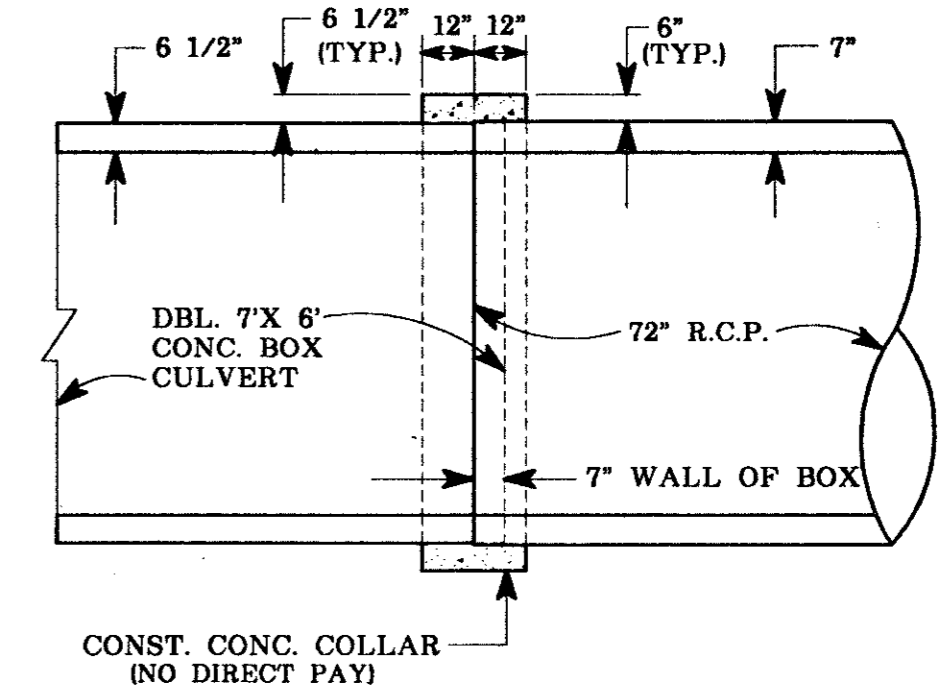 6 1/2"
6 1/2"
(TYP.)
12" 12"
6"
(TYP.)
7"
DBL. 7'X 6'
CONC. BOX
CULVERT
72" R.C.P.
7" WALL OF BOX
CONST. CONC. COLLAR
(NO DIRECT PAY)